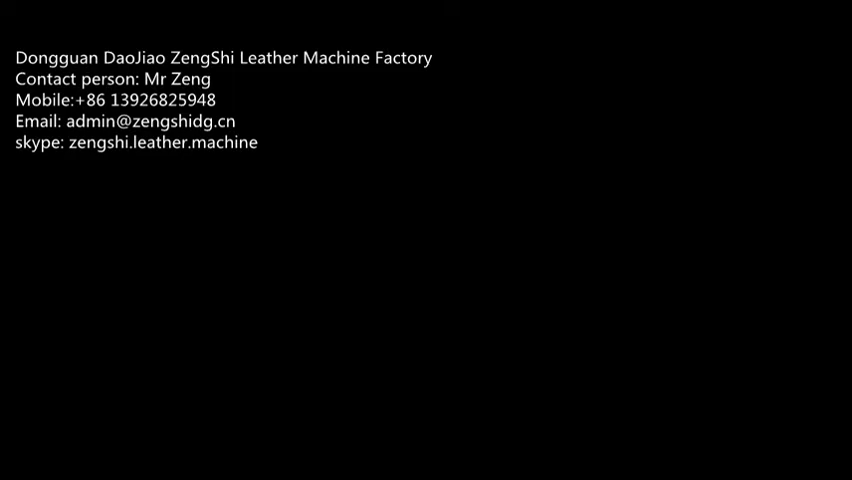 Dongguan DaoJiao ZengShi Leather Machine Factory
Contact person: Mr Zeng
Mobile:+86 13926825948
Email: admin@zengshidg.cn
skype: zengshi.leather.machine